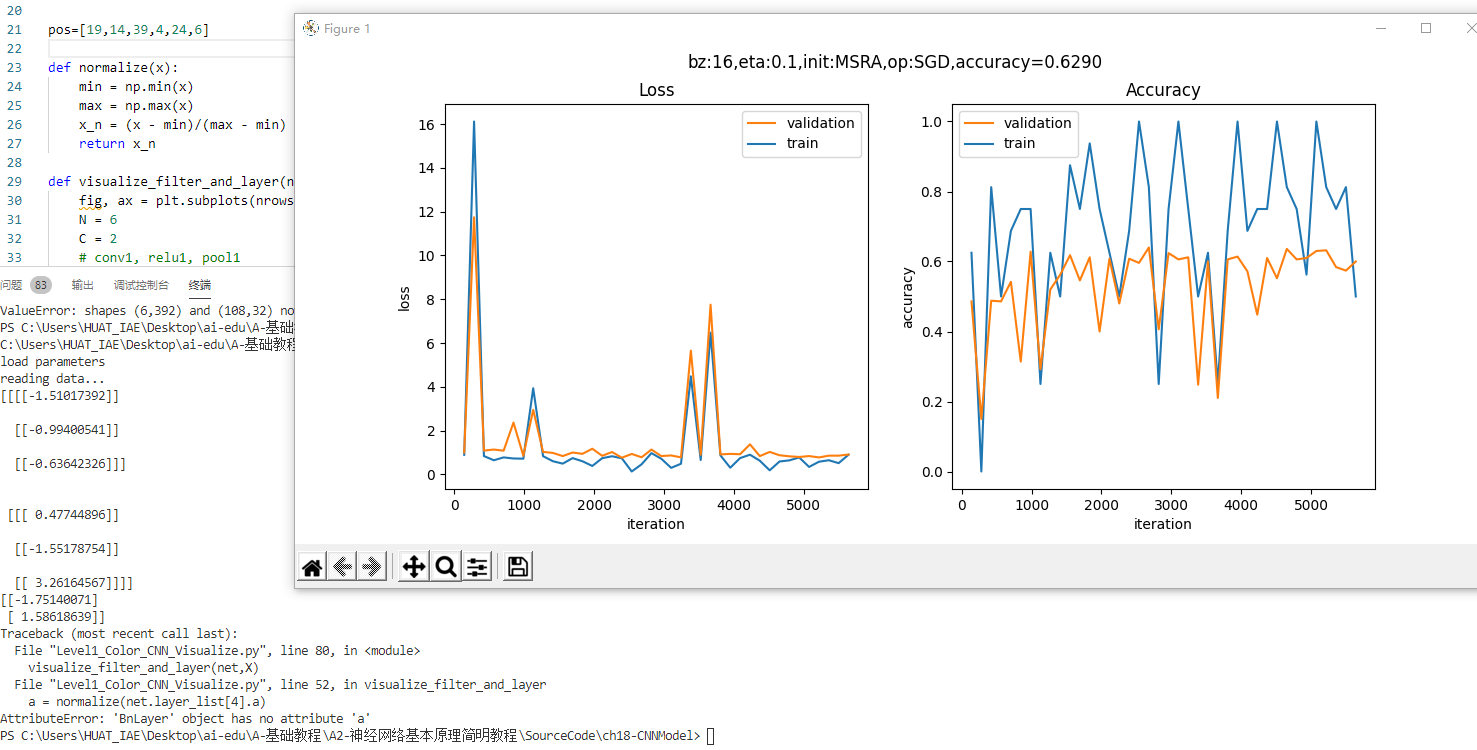 20
21 pos=[19,14,39,4,24,6]
22
23 def normalize(x):
24 min = np.min(x)
25 max = np.max(x)
26 x_n = (x - min)/(max - min)
27 return x_n
28
29 def visualize_filter_and_layer(n
30 fig, ax = plt.subplots(nrows
31 N = 6
32 C = 2
33 # conv1, relu1, pool1
问题 83 输出 调试控制台 终端
ValueError: shapes (6,392) and (108,32) no
PS C:\Users\HUAT_IAE\Desktop\ai-edu\A-基础
C:\Users\HUAT_IAE\Desktop\ai-edu\A-基础教程
load parameters
reading data...
[[[[-1.51017392]]
[[-0.99400541]]
[[-0.63642326]]]
[[[ 0.47744896]]
[[-1.55178754]]
[[ 3.26164567]]]]
[[-1.75140071]
[ 1.58618639]]
Traceback (most recent call last):
File "Level1_Color_CNN_Visualize.py", line 80, in <module>
visualize_filter_and_layer(net,X)
File "Level1_Color_CNN_Visualize.py", line 52, in visualize_filter_and_layer
a = normalize(net.layer_list[4].a)
AttributeError: 'BnLayer' object has no attribute 'a'
PS C:\Users\HUAT_IAE\Desktop\ai-edu\A-基础教程\A2-神经网络基本原理简明教程\SourceCode\ch18-CNNModel>
Figure 1
bz:16,eta:0.1,init:MSRA,op:SGD,accuracy=0.6290
Loss
validation
train
16
14
12
10
8
6
4
2
0
loss
0 1000 2000 3000 4000 5000
iteration
Accuracy
validation
train
1.0
0.8
0.6
0.4
0.2
0.0
accuracy
0 1000 2000 3000 4000 5000
iteration